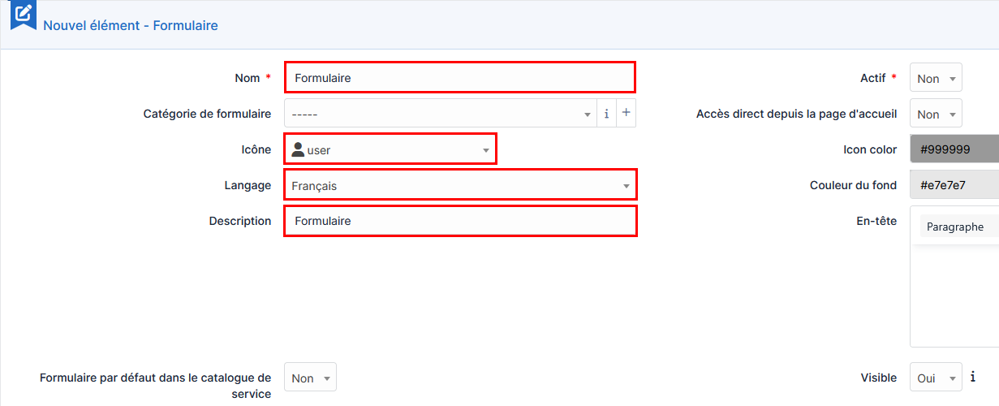 Nouvel élément - Formulaire
Nom * Formulaire Actif * Non
Catégorie de formulaire ----- i + Accès direct depuis la page d'accueil Non
Icône user Icon color #999999
Langage Français Couleur du fond #e7e7e7
Description Formulaire En-tête
Paragraphe
Formulaire par défaut dans le catalogue de
service Non Visible Oui i